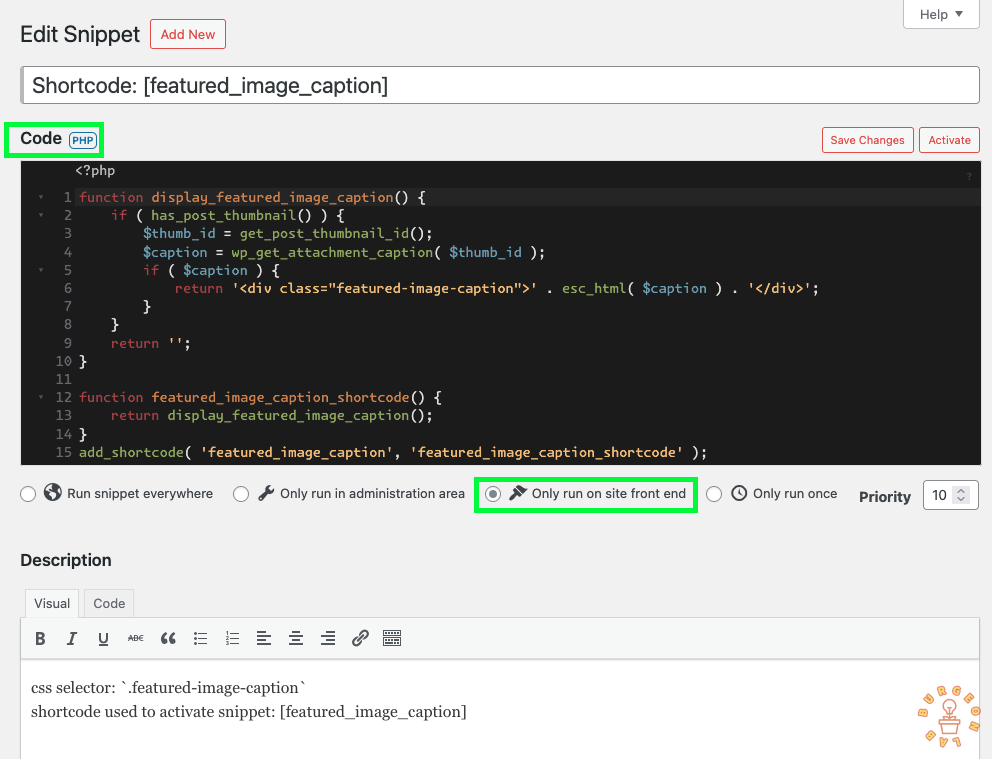 Help
Edit Snippet Add New
Shortcode: [featured_image_caption]
Code PHP Save Changes Activate
<?php
?
1 function display_featured_image_caption() {
2     if ( has_post_thumbnail() ) {
3         $thumb_id = get_post_thumbnail_id();
4         $caption = wp_get_attachment_caption( $thumb_id );
5         if ( $caption ) {
6             return '<div class="featured-image-caption">' . esc_html( $caption ) . '</div>';
7         }
8     }
9     return '';
10 }
11
12 function featured_image_caption_shortcode() {
13     return display_featured_image_caption();
14 }
15 add_shortcode( 'featured_image_caption', 'featured_image_caption_shortcode' );
Run snippet everywhere Only run in administration area Only run on site front end Only run once Priority 10
Description
Visual Code
B I U ABC
css selector: `.featured-image-caption`
shortcode used to activate snippet: [featured_image_caption]
BURGEON LAB